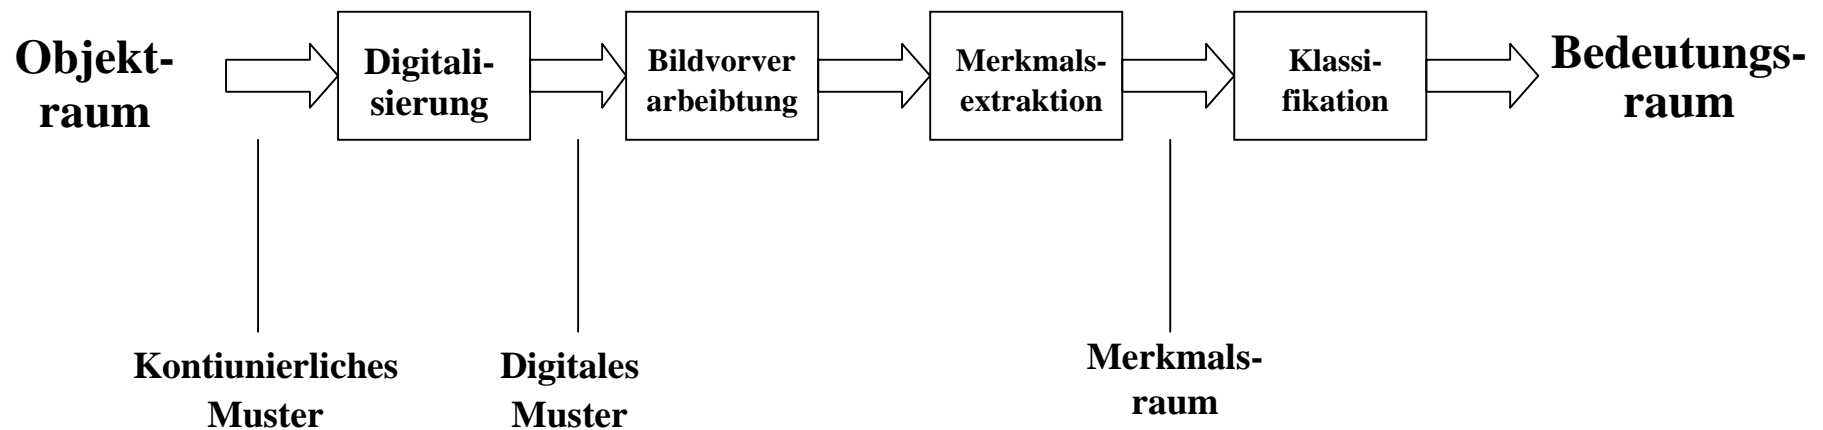 Objekt-
raum
Digitali-
sierung
Bildvorver
arbeibtung
Merkmals-
extraktion
Klassi-
fikation
Bedeutungs-
raum
Kontiunierliches
Muster
Digitales
Muster
Merkmals-
raum